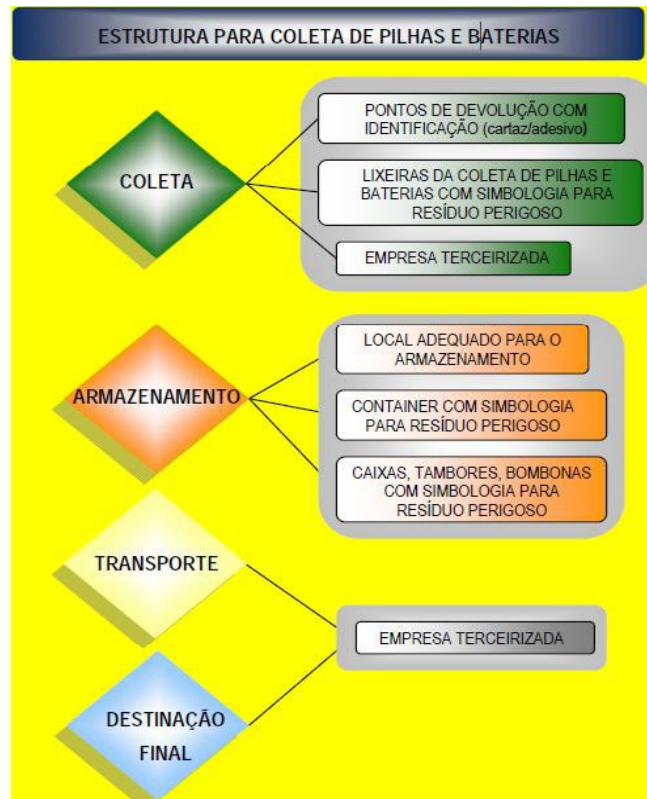 ESTRUTURA PARA COLETA DE PILHAS E BATERIAS
COLETA
PONTOS DE DEVOLUÇÃO COM
IDENTIFICAÇÃO (cartaz/adesivo)
LIXEIRAS DA COLETA DE PILHAS E
BATERIAS COM SIMBOLOGIA PARA
RESÍDUO PERIGOSO
EMPRESA TERCEIRIZADA
ARMAZENAMENTO
LOCAL ADEQUADO PARA O
ARMAZENAMENTO
CONTAINER COM SIMBOLOGIA
PARA RESÍDUO PERIGOSO
CAIXAS, TAMBORES, BOMBONAS
COM SIMBOLOGIA PARA
RESÍDUO PERIGOSO
TRANSPORTE
EMPRESA TERCEIRIZADA
DESTINAÇÃO
FINAL